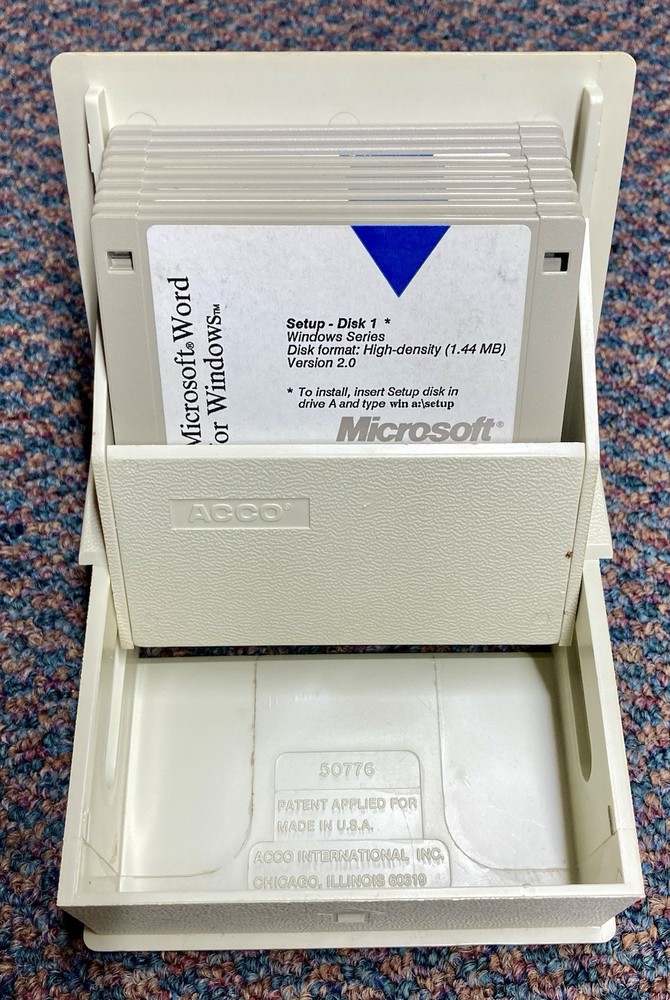 Microsoft® Word
for Windows™
Setup - Disk 1 *
Windows Series
Disk format: High-density (1.44 MB)
Version 2.0
* To install, insert Setup disk in
drive A and type win a:\setup
Microsoft®
ACCO®
50776
PATENT APPLIED FOR
MADE IN U.S.A.
ACCO INTERNATIONAL INC.
CHICAGO, ILLINOIS 60619